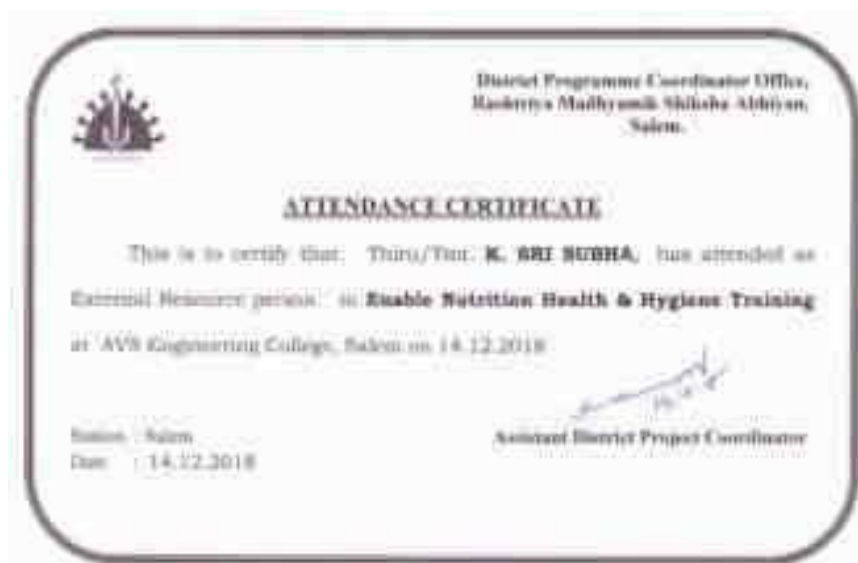 District Programme Coordinator Office,
Rashtriya Madhyamik Shiksha Abhiyan,
Salem.
ATTENDANCE CERTIFICATE
This is to certify that Thiru/Tmt. K. SRI SUBHA, has attended as
External Resource person in Enable Nutrition Health & Hygiene Training
at AVS Engineering College, Salem on 14.12.2018
Station : Salem
Date : 14.12.2018
Assistant District Project Coordinator